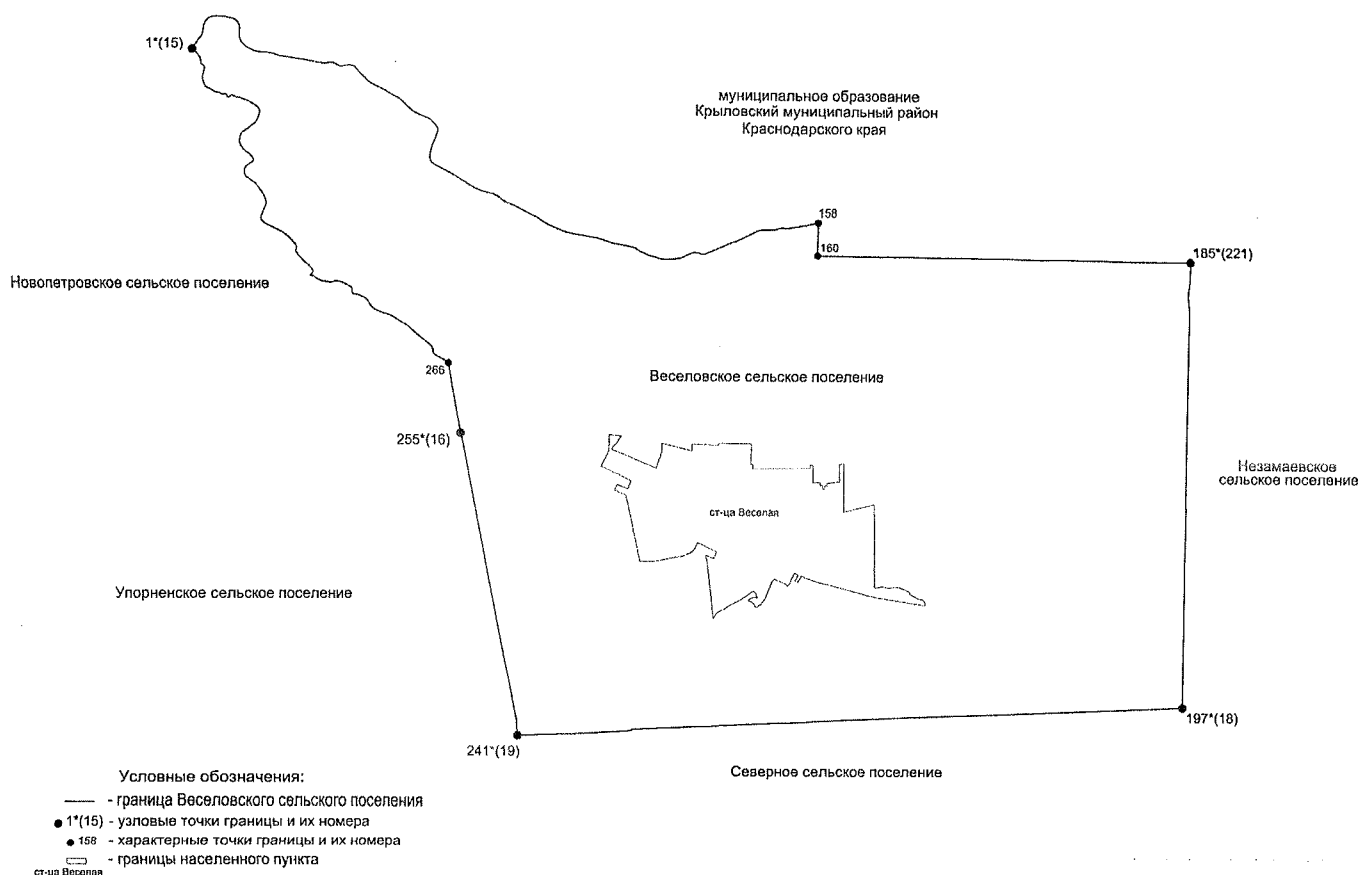 1*(15)
муниципальное образование
Крыловский муниципальный район
Краснодарского края
158
160
185*(221)
Новопетровское сельское поселение
266
Веселовское сельское поселение
255*(16)
Незамаевское
сельское поселение
ст-ца Веселая
Упорненское сельское поселение
197*(18)
241*(19)
Северное сельское поселение
Условные обозначения:
- граница Веселовского сельского поселения
1*(15) - узловые точки границы и их номера
158 - характерные точки границы и их номера
- границы населенного пункта
ст-ца Веселая